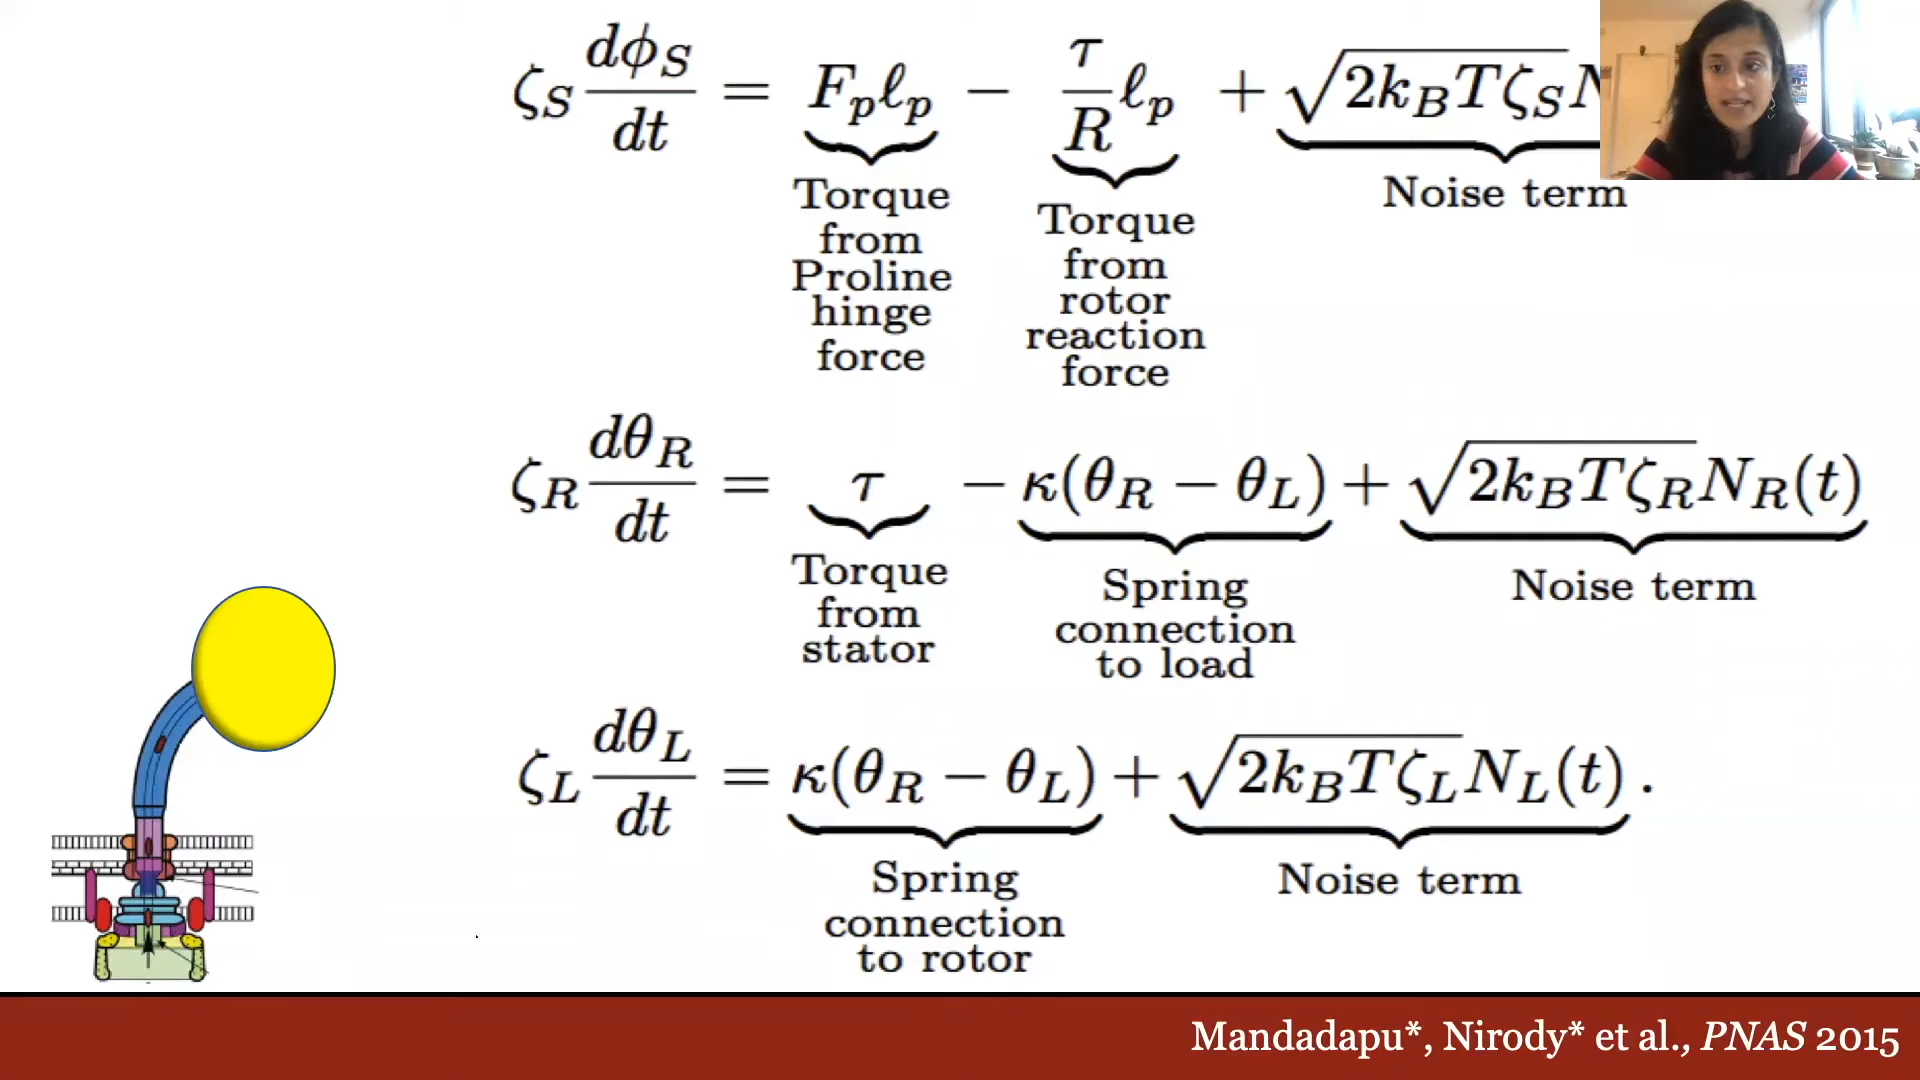 ζ_S dφ_S/dt = F_p ℓ_p − τ/R ℓ_p + √(2k_B T ζ_S) N
Torque from Proline hinge force
Torque from rotor reaction force
Noise term
ζ_R dθ_R/dt = τ − κ(θ_R − θ_L) + √(2k_B T ζ_R) N_R(t)
Torque from stator
Spring connection to load
Noise term
ζ_L dθ_L/dt = κ(θ_R − θ_L) + √(2k_B T ζ_L) N_L(t).
Spring connection to rotor
Noise term
Mandadapu*, Nirody* et al., PNAS 2015